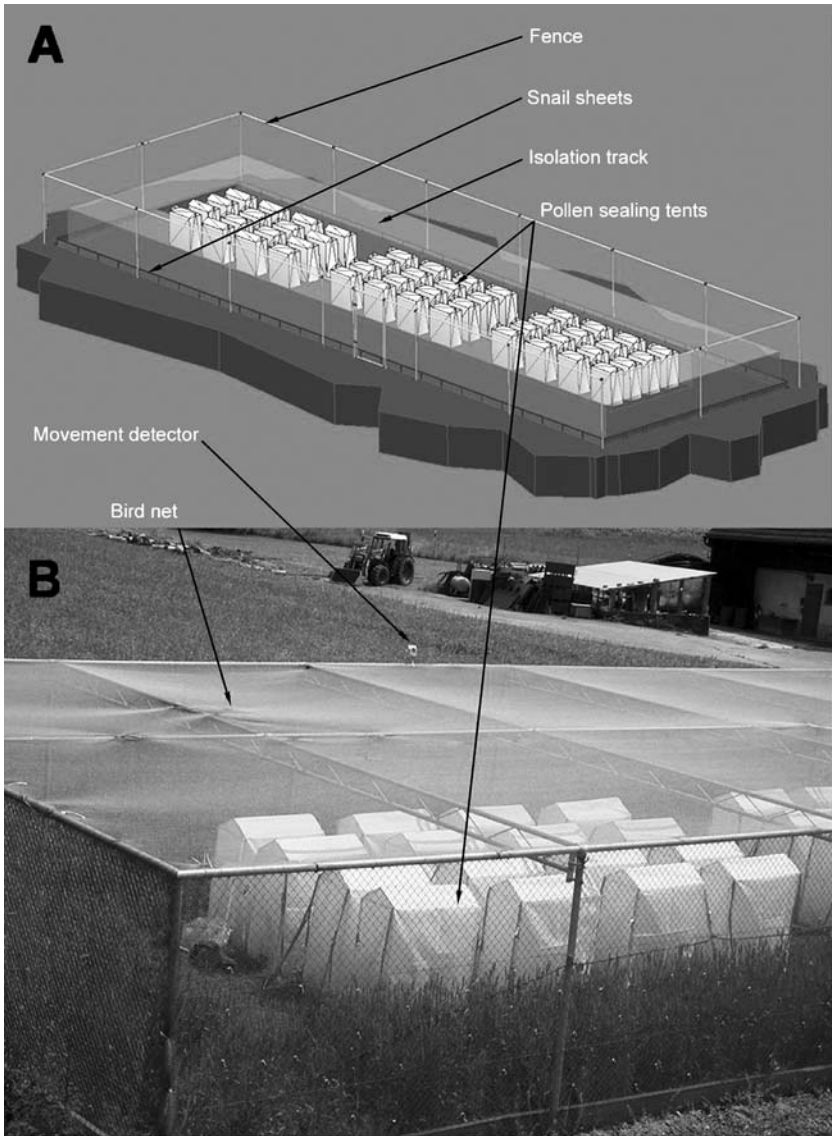 A
Fence
Snail sheets
Isolation track
Pollen sealing tents
Movement detector
Bird net
B